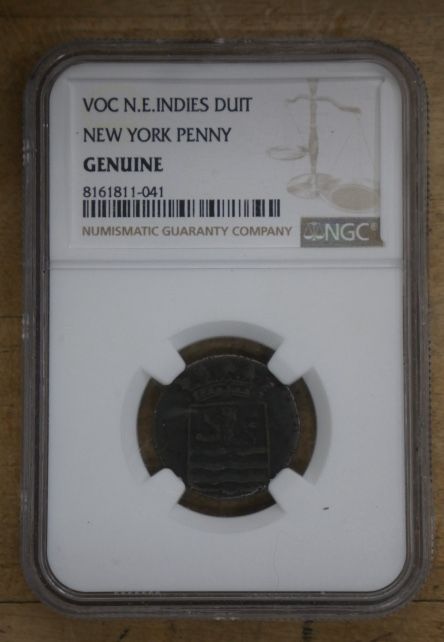 VOC N.E.INDIES DUIT
NEW YORK PENNY
GENUINE
8161811-041
NUMISMATIC GUARANTY COMPANY
NGC®